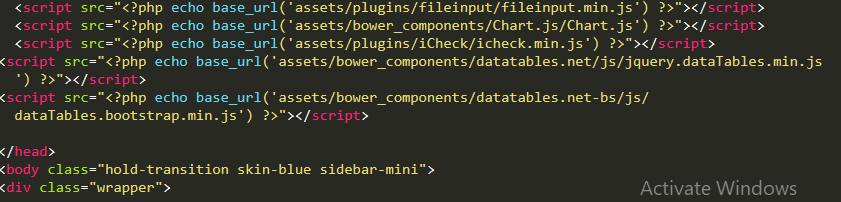 <script src="<?php echo base_url('assets/plugins/fileinput/fileinput.min.js') ?>"></script>
<script src="<?php echo base_url('assets/bower_components/Chart.js/Chart.js') ?>"></script>
<script src="<?php echo base_url('assets/plugins/iCheck/icheck.min.js') ?>"></script>
<script src="<?php echo base_url('assets/bower_components/datatables.net/js/jquery.dataTables.min.js
') ?>"></script>
<script src="<?php echo base_url('assets/bower_components/datatables.net-bs/js/
dataTables.bootstrap.min.js') ?>"></script>
</head>
<body class="hold-transition skin-blue sidebar-mini">
<div class="wrapper">
Activate Windows